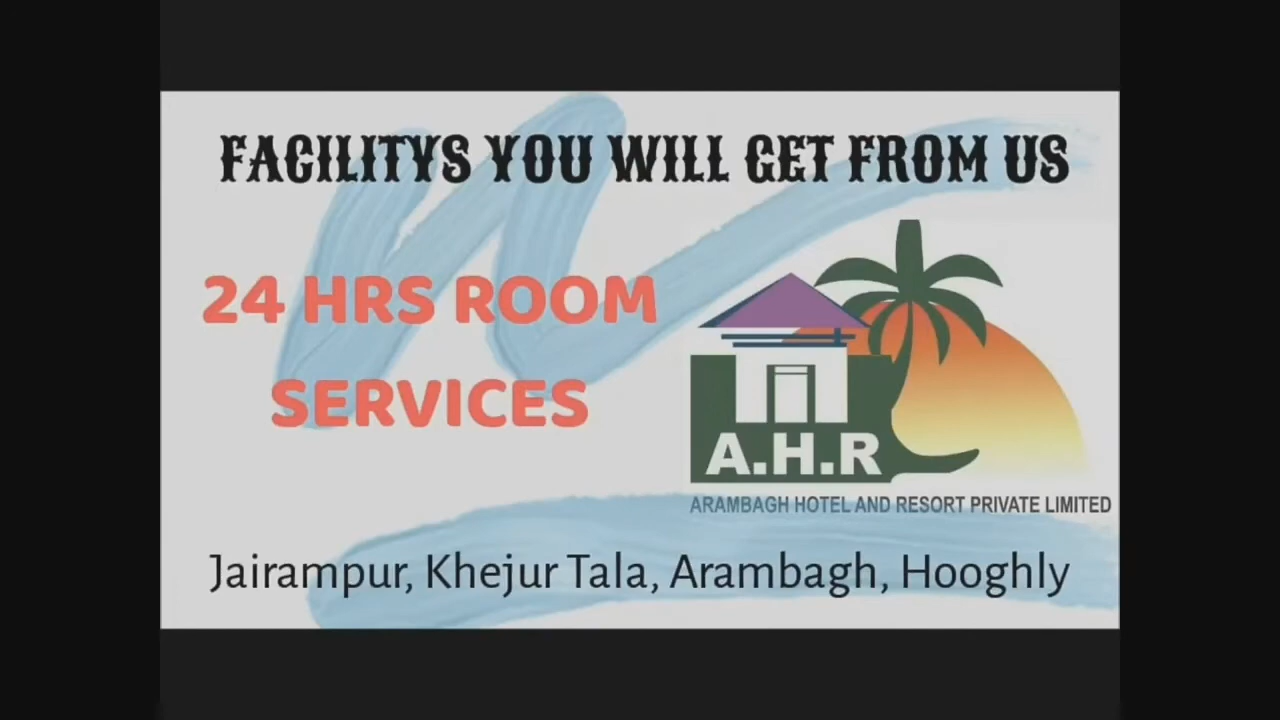 FACILITYS YOU WILL GET FROM US
24 HRS ROOM
SERVICES
A.H.R
ARAMBAGH HOTEL AND RESORT PRIVATE LIMITED
Jairampur, Khejur Tala, Arambagh, Hooghly